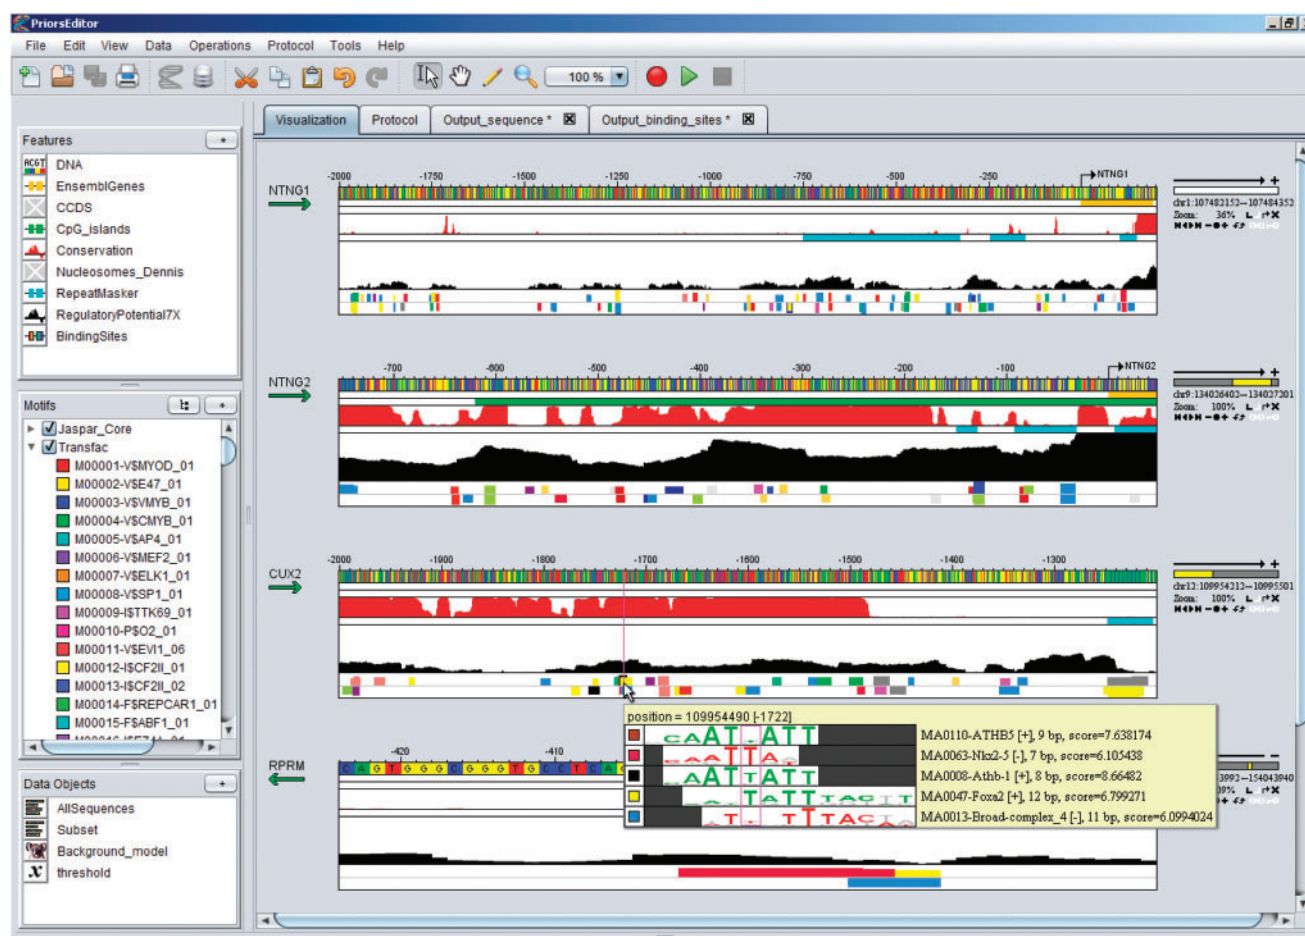 PriorsEditor
File Edit View Data Operations Protocol Tools Help
100 %
Visualization Protocol Output_sequence * Output_binding_sites *
Features
ACGT DNA
EnsemblGenes
CCDS
CpG_islands
Conservation
Nucleosomes_Dennis
RepeatMasker
RegulatoryPotential7X
BindingSites
Motifs
Jaspar_Core
Transfac
M00001-V$MYOD_01
M00002-V$E47_01
M00003-V$VMYB_01
M00004-V$CMYB_01
M00005-V$AP4_01
M00006-V$MEF2_01
M00007-V$ELK1_01
M00008-V$SP1_01
M00009-I$TTK69_01
M00010-P$O2_01
M00011-V$EVI1_06
M00012-I$CF2II_01
M00013-I$CF2II_02
M00014-F$REPCAR1_01
M00015-F$ABF1_01
Data Objects
AllSequences
Subset
Background_model
x threshold
NTNG1
-2000 -1750 -1500 -1250 -1000 -750 -500 -250 NTNG1
chr1:107482152–107484352
Zoom: 36%
NTNG2
-700 -600 -500 -400 -300 -200 -100 NTNG2
chr9:134026402–134027201
Zoom: 100%
CUX2
-2000 -1900 -1800 -1700 -1600 -1500 -1400 -1300
chr12:109954212–10995501
Zoom: 100%
position = 109954490 [-1722]
MA0110-ATHB5 [+], 9 bp, score=7.638174
MA0063-Nkx2-5 [-], 7 bp, score=6.105438
MA0008-Athb-1 [+], 8 bp, score=8.66482
MA0047-Foxa2 [+], 12 bp, score=6.799271
MA0013-Broad-complex_4 [-], 11 bp, score=6.0994024
RPRM
-420 -410
C A G T G G G C G G G T G C C T C A
3992–154043940